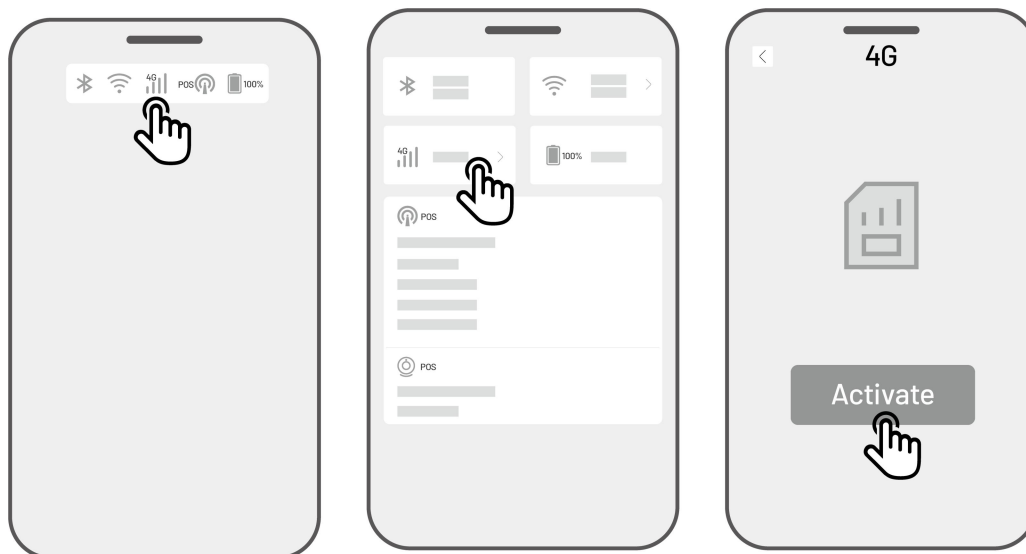 4G POS 100%
4G 100%
POS
POS
4G
Activate